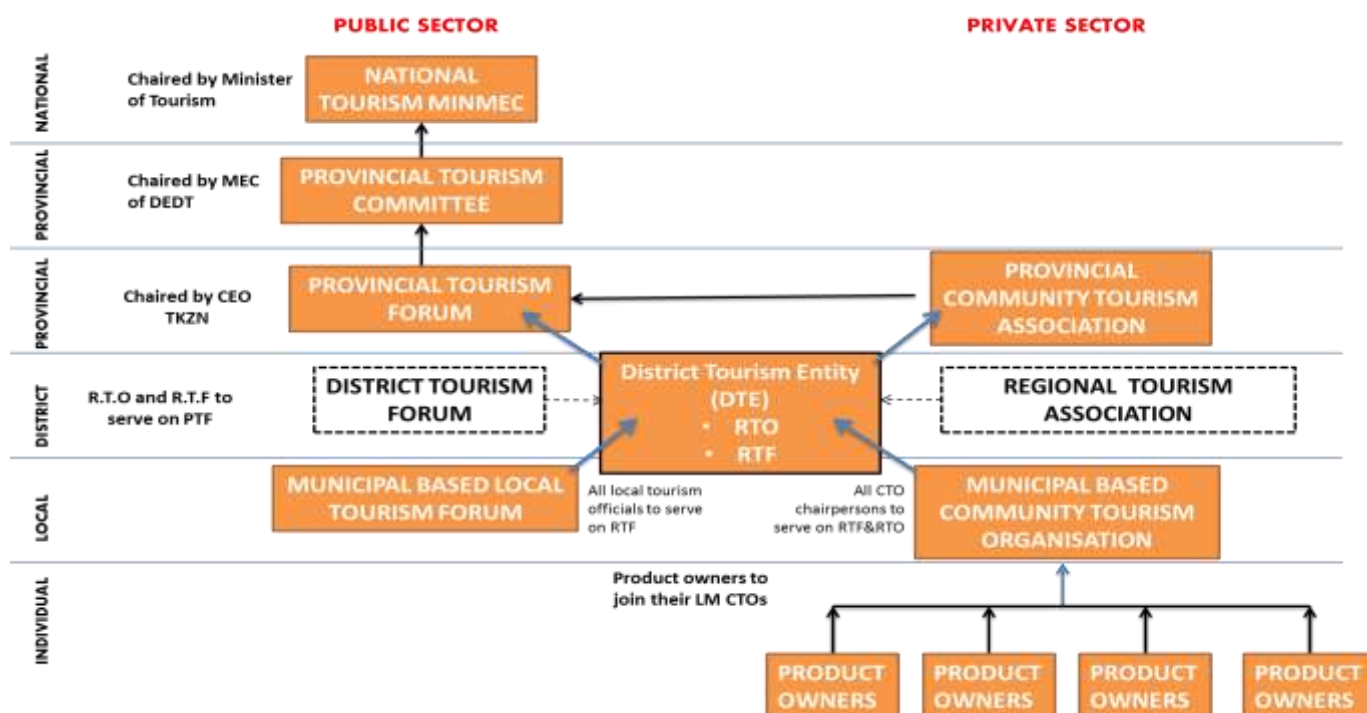 PUBLIC SECTOR
PRIVATE SECTOR
NATIONAL
Chaired by Minister
of Tourism
NATIONAL
TOURISM MINMEC
PROVINCIAL
Chaired by MEC
of DEDT
PROVINCIAL TOURISM
COMMITTEE
PROVINCIAL
Chaired by CEO
TKZN
PROVINCIAL TOURISM
FORUM
PROVINCIAL
COMMUNITY TOURISM
ASSOCIATION
DISTRICT
R.T.O and R.T.F to
serve on PTF
DISTRICT TOURISM
FORUM
District Tourism Entity
(DTE)
• RTO
• RTF
REGIONAL TOURISM
ASSOCIATION
LOCAL
MUNICIPAL BASED LOCAL
TOURISM FORUM
All local tourism
officials to serve
on RTF
All CTO
chairpersons to
serve on RTF&RTO
MUNICIPAL BASED
COMMUNITY TOURISM
ORGANISATION
INDIVIDUAL
Product owners to
join their LM CTOs
PRODUCT
OWNERS
PRODUCT
OWNERS
PRODUCT
OWNERS
PRODUCT
OWNERS